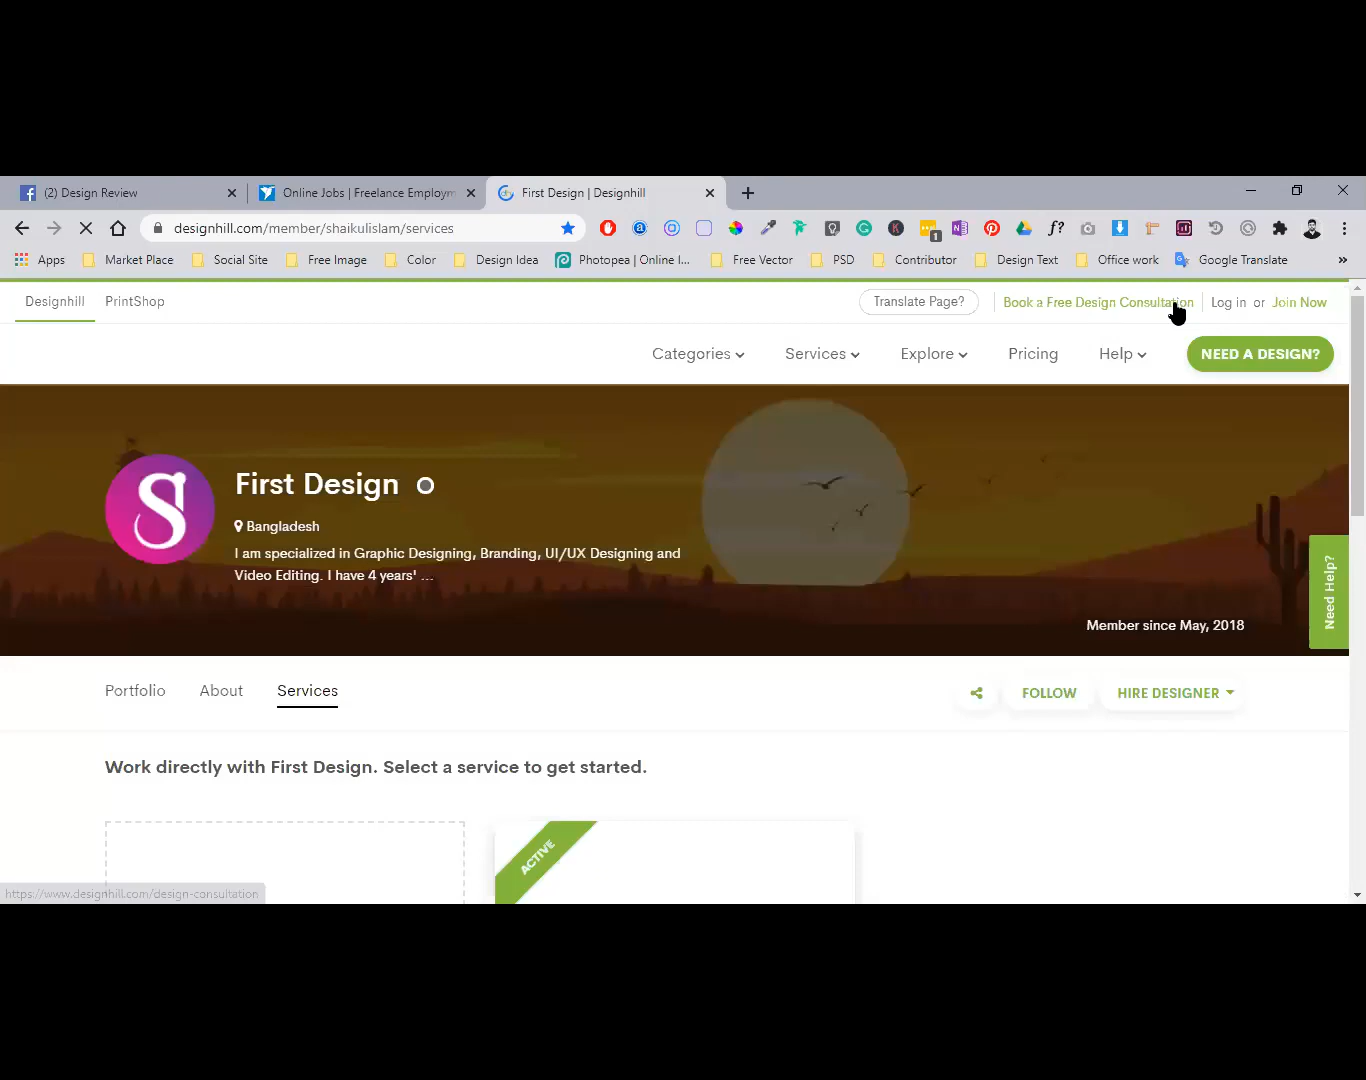 (2) Design Review
Online Jobs | Freelance Employm
First Design | Designhill
designhill.com/member/shaikulislam/services
Apps
Market Place
Social Site
Free Image
Color
Design Idea
Photopea | Online I...
Free Vector
PSD
Contributor
Design Text
Office work
Google Translate
Designhill
PrintShop
Translate Page?
Book a Free Design Consultation
Log in or Join Now
Categories
Services
Explore
Pricing
Help
NEED A DESIGN?
First Design
Bangladesh
I am specialized in Graphic Designing, Branding, UI/UX Designing and
Video Editing. I have 4 years' ...
Member since May, 2018
Need Help?
Portfolio
About
Services
FOLLOW
HIRE DESIGNER
Work directly with First Design. Select a service to get started.
ACTIVE
https://www.designhill.com/design-consultation